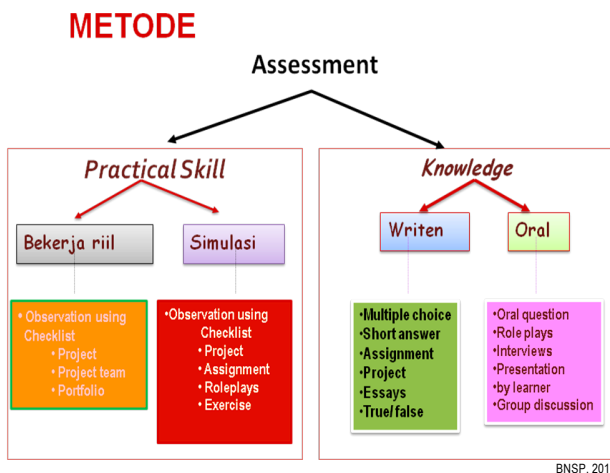 METODE
Assessment
Practical Skill
Bekerja riil
Simulasi
• Observation using
Checklist
• Project
• Project team
• Portfolio
•Observation using
Checklist
• Project
• Assignment
• Roleplays
• Exercise
Knowledge
Writen
Oral
•Multiple choice
•Short answer
•Assignment
•Project
•Essays
•True/false
•Oral question
•Role plays
•Interviews
•Presentation
•by learner
•Group discussion
BNSP, 201